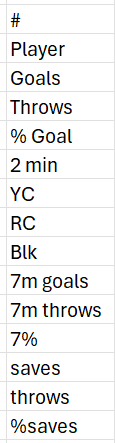 #
Player
Goals
Throws
% Goal
2 min
YC
RC
Blk
7m goals
7m throws
7%
saves
throws
%saves